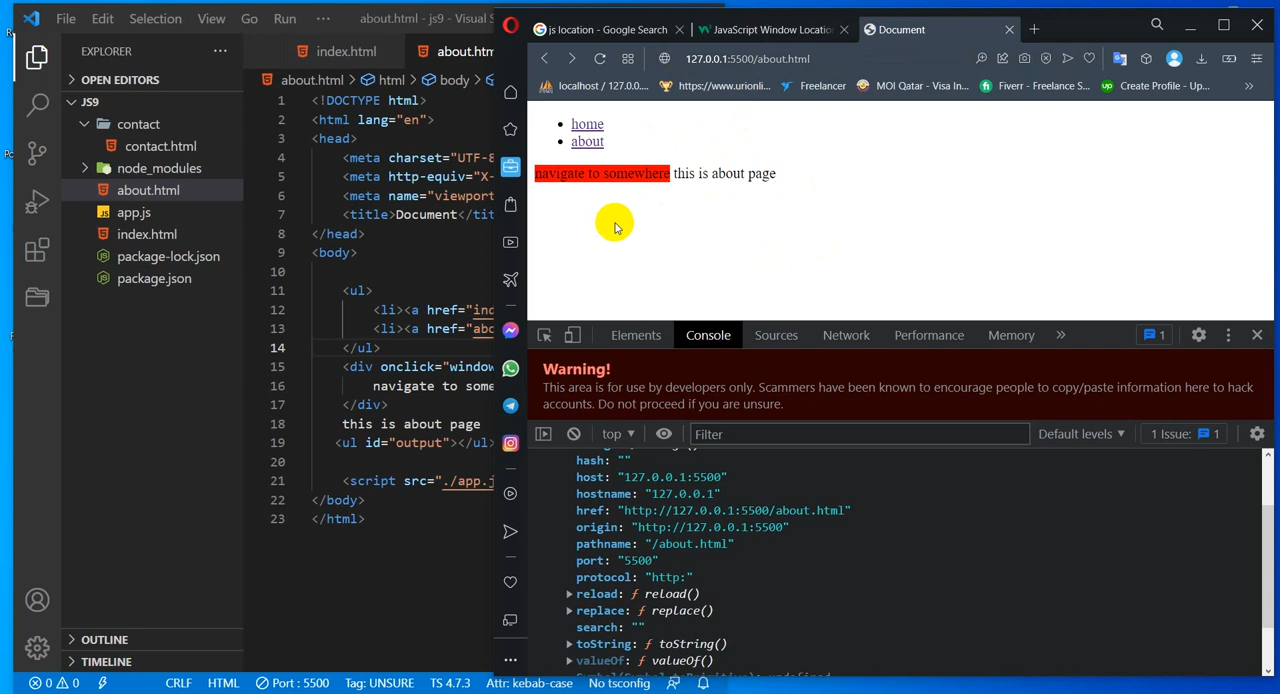 File Edit Selection View Go Run ··· about.html - js9 - Visual S
EXPLORER ···
OPEN EDITORS
JS9
contact
contact.html
node_modules
about.html
app.js
index.html
package-lock.json
package.json
OUTLINE
TIMELINE
index.html
about.htm
about.html > html > body >
1 <!DOCTYPE html>
2 <html lang="en">
3 <head>
4 <meta charset="UTF-8
5 <meta http-equiv="X-
6 <meta name="viewport
7 <title>Document</tit
8 </head>
9 <body>
10
11 <ul>
12 <li><a href="ind
13 <li><a href="abo
14 </ul>
15 <div onclick="window
16 navigate to some
17 </div>
18 this is about page
19 <ul id="output"></ul>
20
21 <script src="./app.j
22 </body>
23 </html>
0 0 CRLF HTML Port : 5500 Tag: UNSURE TS 4.7.3 Attr: kebab-case No tsconfig
js location - Google Search
JavaScript Window Locatio
Document
127.0.0.1:5500/about.html
localhost / 127.0.0....
https://www.urionli...
Freelancer
MOI Qatar - Visa In...
Fiverr - Freelance S...
up Create Profile - Up...
home
about
navigate to somewhere this is about page
Elements Console Sources Network Performance Memory 1
Warning!
This area is for use by developers only. Scammers have been known to encourage people to copy/paste information here to hack
accounts. Do not proceed if you are unsure.
top Filter Default levels 1 Issue: 1
hash: ""
host: "127.0.0.1:5500"
hostname: "127.0.0.1"
href: "http://127.0.0.1:5500/about.html"
origin: "http://127.0.0.1:5500"
pathname: "/about.html"
port: "5500"
protocol: "http:"
reload: ƒ reload()
replace: ƒ replace()
search: ""
toString: ƒ toString()
valueOf: ƒ valueOf()